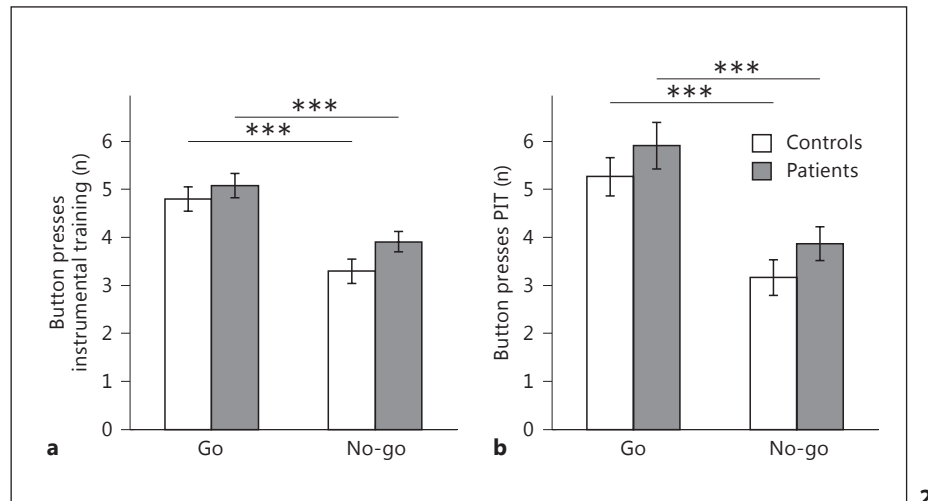 ***
***
***
***
Button presses
instrumental training (n)
6
5
4
3
2
1
0
Go
No-go
a
Button presses PIT (n)
6
5
4
3
2
1
0
Go
No-go
b
Controls
Patients
2